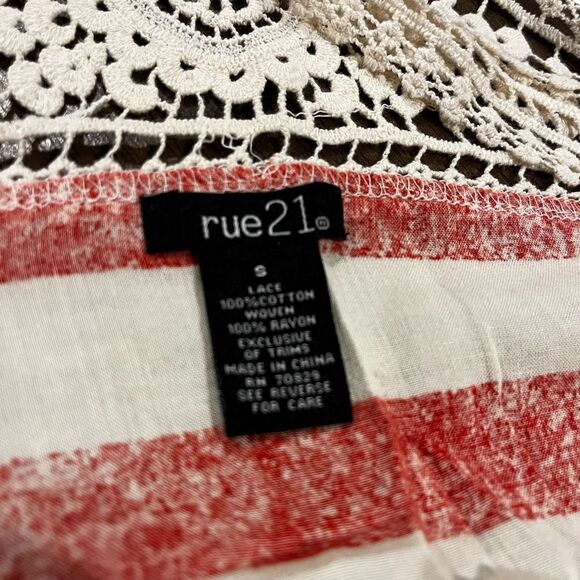 rue21®
S
LACE
100%COTTON
WOVEN
100% RAYON
EXCLUSIVE
OF TRIMS
MADE IN CHINA
RN 70829
SEE REVERSE
FOR CARE